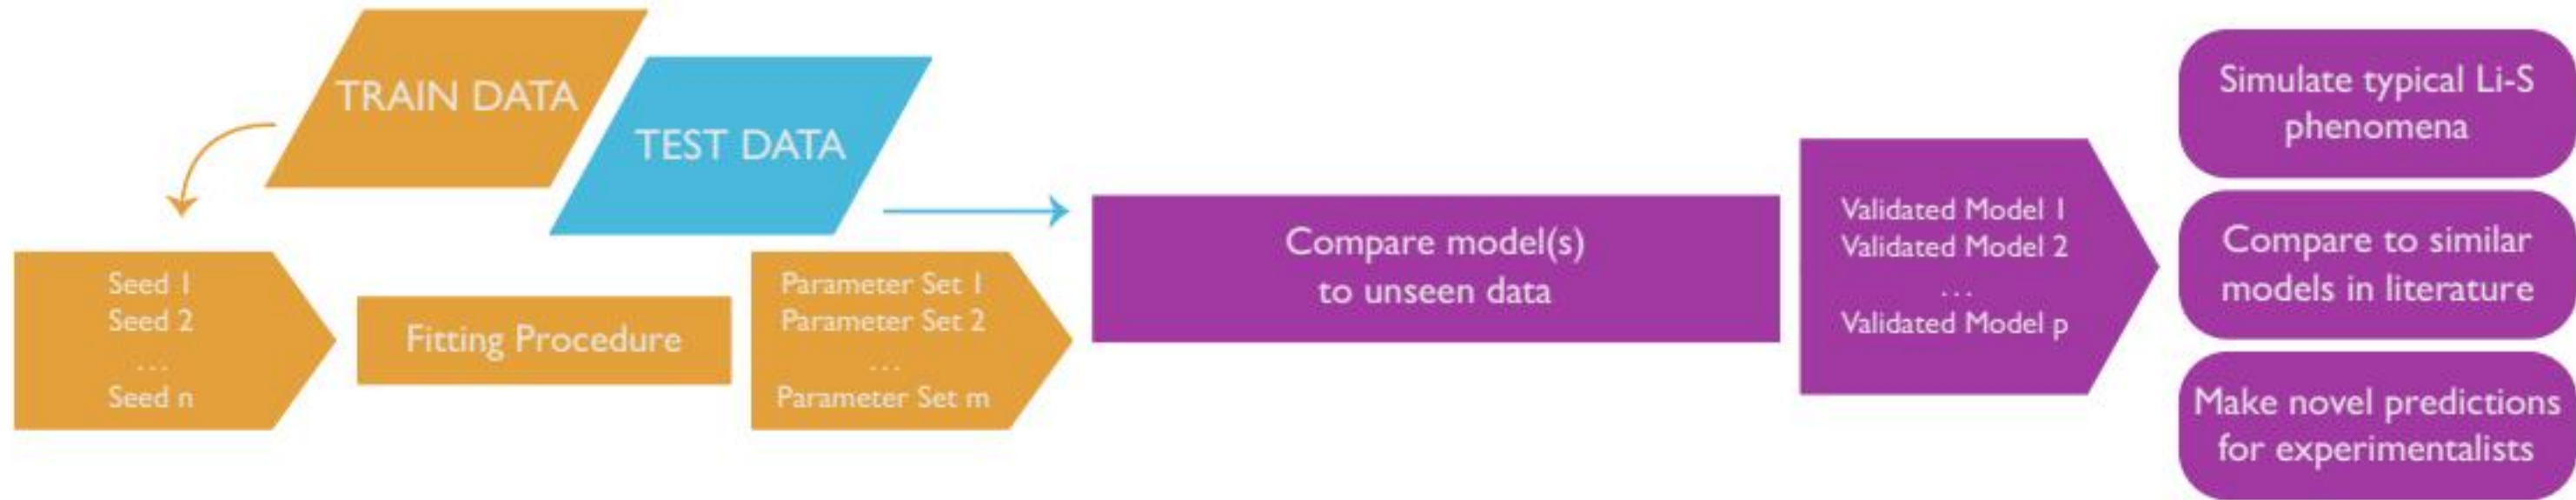 TRAIN DATA
TEST DATA
Seed 1
Seed 2
...
Seed n
Fitting Procedure
Parameter Set 1
Parameter Set 2
...
Parameter Set m
Compare model(s)
to unseen data
Validated Model 1
Validated Model 2
...
Validated Model p
Simulate typical Li-S
phenomena
Compare to similar
models in literature
Make novel predictions
for experimentalists